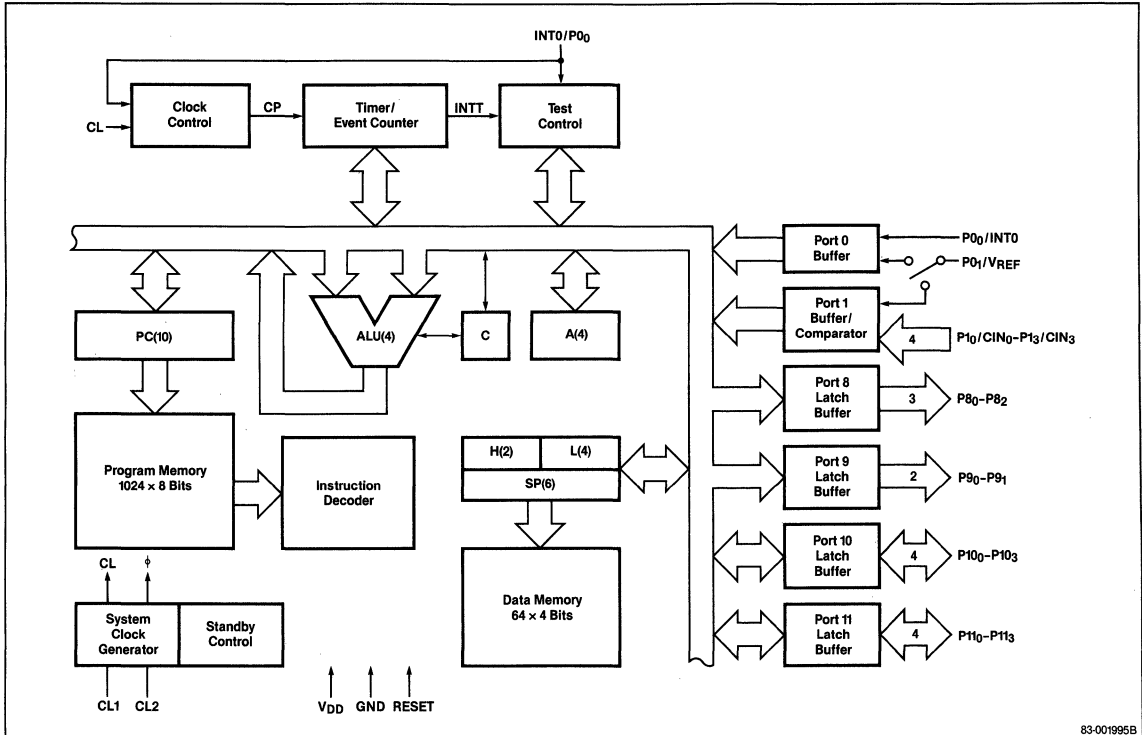 INT0/P0₀
Clock
Control
CL
CP
Timer/
Event Counter
INTT
Test
Control
Port 0
Buffer
P0₀/INT0
P0₁/VREF
Port 1
Buffer/
Comparator
4
P1₀/CIN₀–P1₃/CIN₃
PC(10)
ALU(4)
C
A(4)
Port 8
Latch
Buffer
3
P8₀–P8₂
Program Memory
1024 × 8 Bits
Instruction
Decoder
H(2)
L(4)
SP(6)
Port 9
Latch
Buffer
2
P9₀–P9₁
Port 10
Latch
Buffer
4
P10₀–P10₃
CL
ϕ
System
Clock
Generator
Standby
Control
Data Memory
64 × 4 Bits
Port 11
Latch
Buffer
4
P11₀–P11₃
CL1
CL2
VDD
GND
RESET
83-001995B